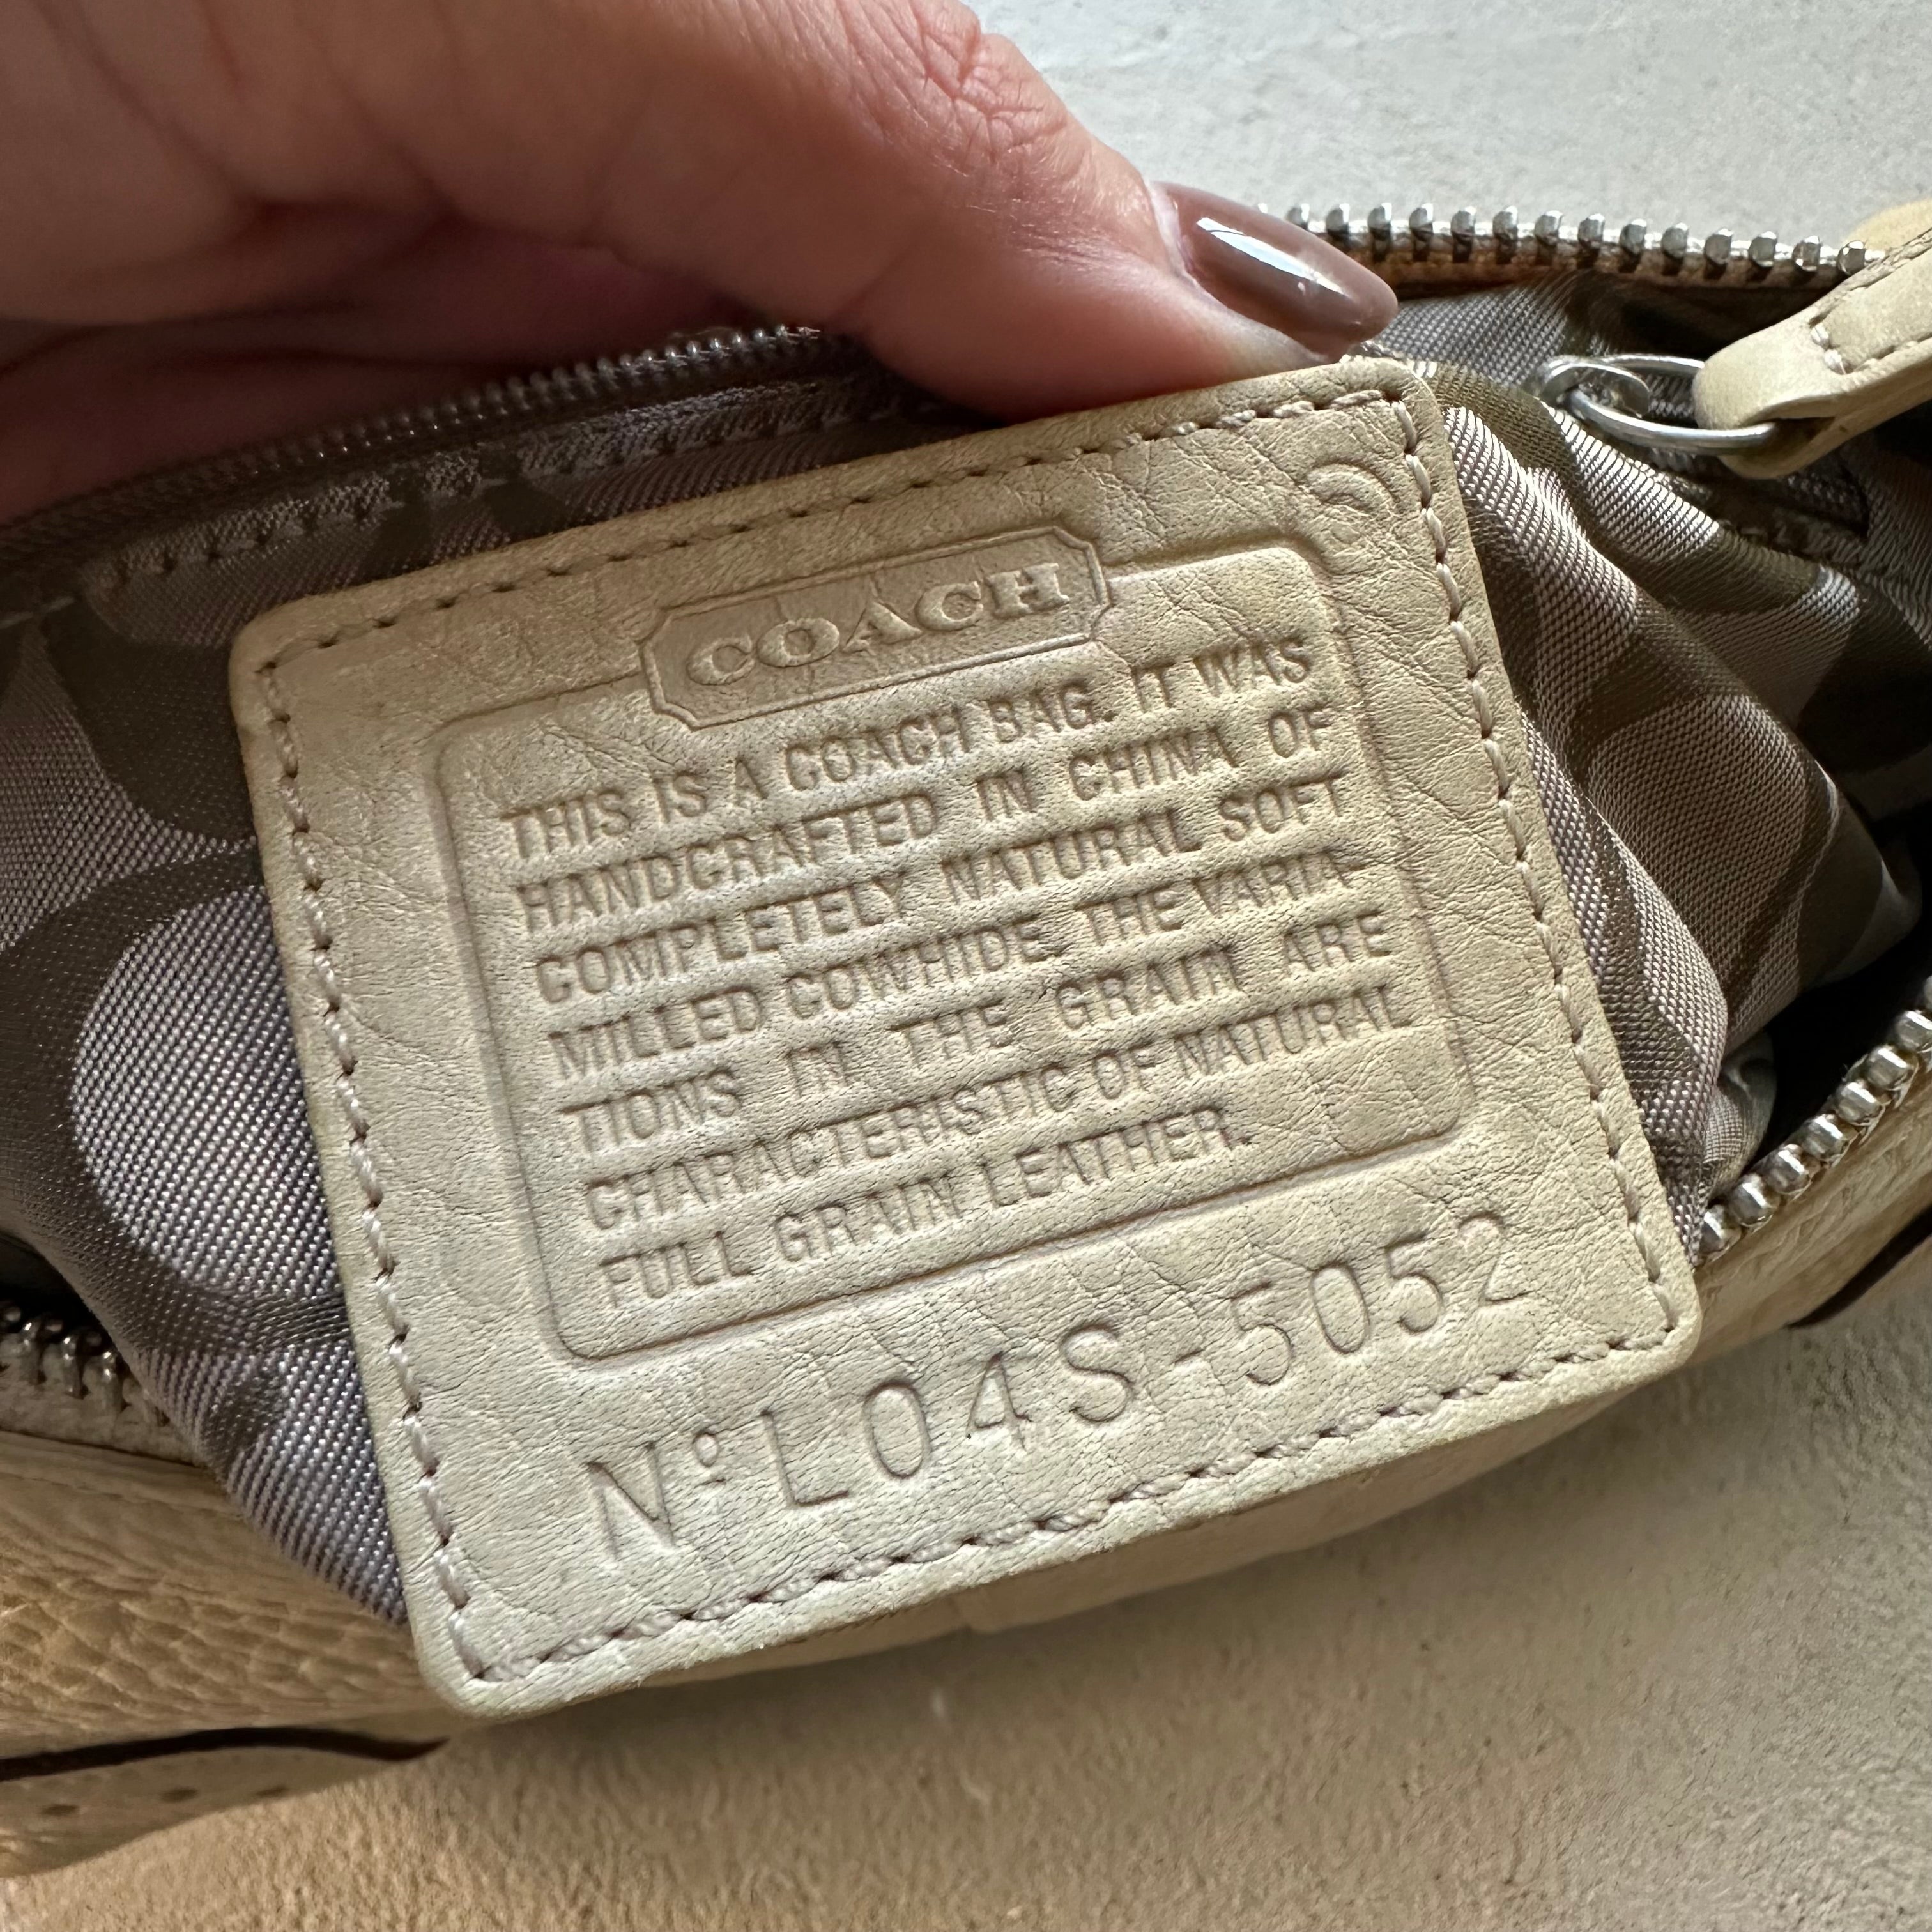 COACH
THIS IS A COACH BAG. IT WAS
HANDCRAFTED IN CHINA OF
COMPLETELY NATURAL SOFT
MILLED COWHIDE. THE VARIA-
TIONS IN THE GRAIN ARE
CHARACTERISTIC OF NATURAL
FULL GRAIN LEATHER.
Nº L04S-5052